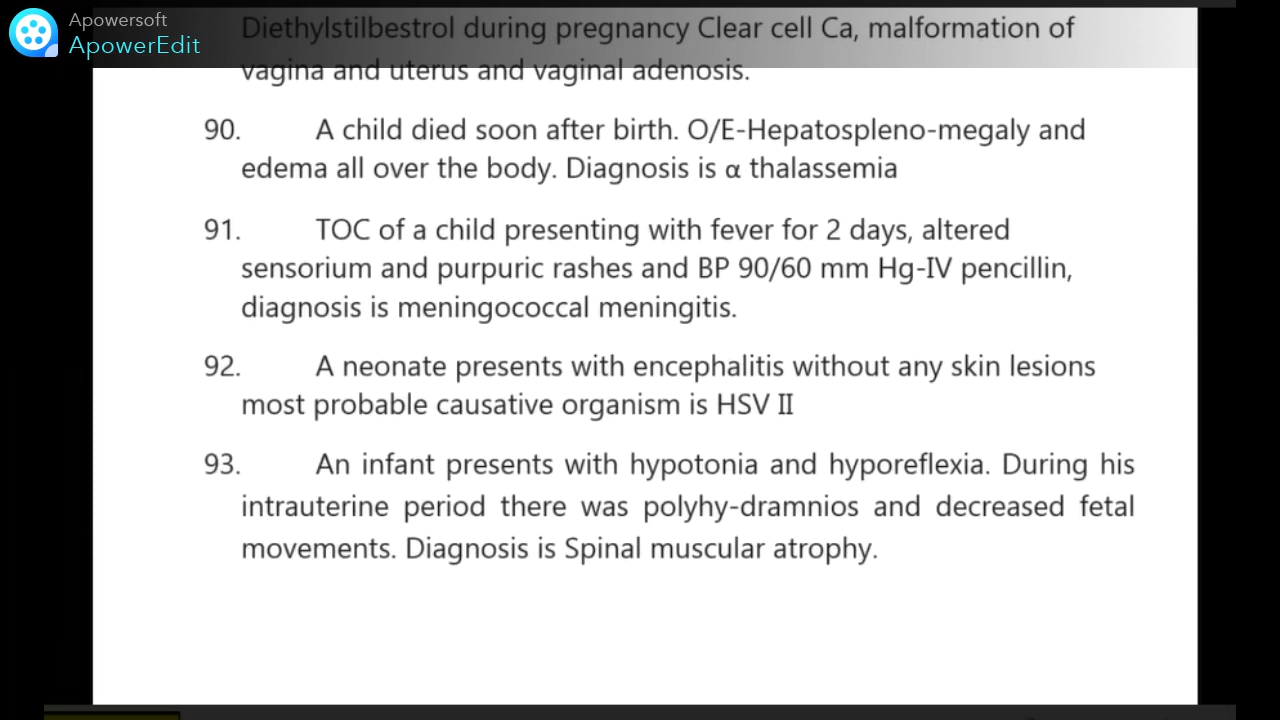 Apowersoft
ApowerEdit
Diethylstilbestrol during pregnancy Clear cell Ca, malformation of
vagina and uterus and vaginal adenosis.
90. A child died soon after birth. O/E-Hepatospleno-megaly and
edema all over the body. Diagnosis is α thalassemia
91. TOC of a child presenting with fever for 2 days, altered
sensorium and purpuric rashes and BP 90/60 mm Hg-IV pencillin,
diagnosis is meningococcal meningitis.
92. A neonate presents with encephalitis without any skin lesions
most probable causative organism is HSV II
93. An infant presents with hypotonia and hyporeflexia. During his
intrauterine period there was polyhy-dramnios and decreased fetal
movements. Diagnosis is Spinal muscular atrophy.